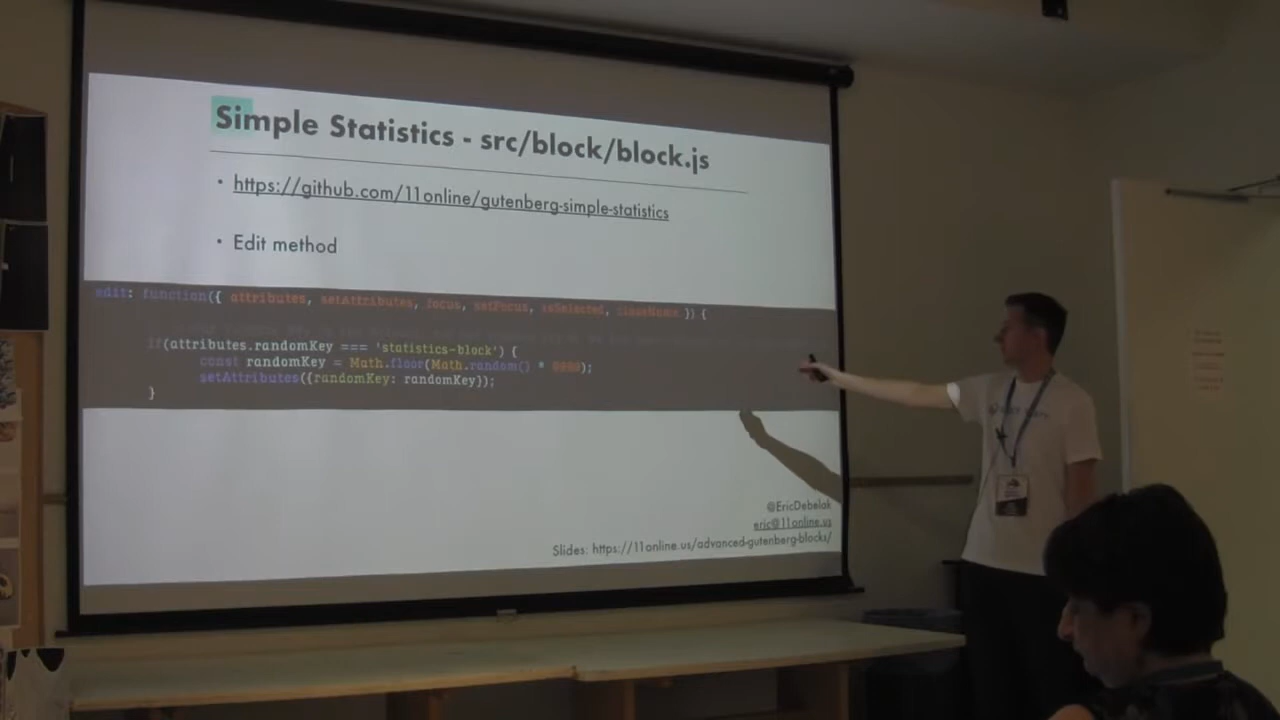 Simple Statistics - src/block/block.js
• https://github.com/11online/gutenberg-simple-statistics
• Edit method
edit: function({ attributes, setAttributes, focus, setFocus, isSelected, className }) {
if(attributes.randomKey === 'statistics-block') {
const randomKey = Math.floor(Math.random() * 9999);
setAttributes({randomKey: randomKey});
}
@EricDebelak
eric@11online.us
Slides: https://11online.us/advanced-gutenberg-blocks/